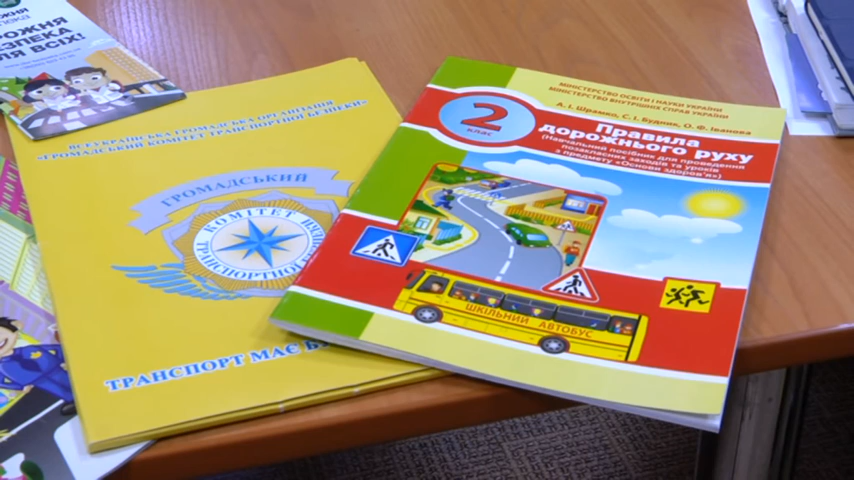 ДОРОЖНЯ
БЕЗПЕКА
ДЛЯ ВСІХ!
ВСЕУКРАЇНСЬКА ГРОМАДСЬКА ОРГАНІЗАЦІЯ
«ГРОМАДСЬКИЙ КОМІТЕТ ТРАНСПОРТНОЇ БЕЗПЕКИ»
ГРОМАДСЬКИЙ
КОМІТЕТ
ТРАНСПОРТНОЇ
ТРАНСПОРТ МАЄ
МІНІСТЕРСТВО ОСВІТИ І НАУКИ УКРАЇНИ
МІНІСТЕРСТВО ВНУТРІШНІХ СПРАВ УКРАЇНИ
А. І. Шрамко, С. І. Будник, О. Ф. Іванова
2
клас
Правила
дорожнього руху
(Навчальний посібник для проведення
позакласних заходів та уроків
з предмету «Основи здоров'я»)
ШКІЛЬНИЙ АВТОБУС